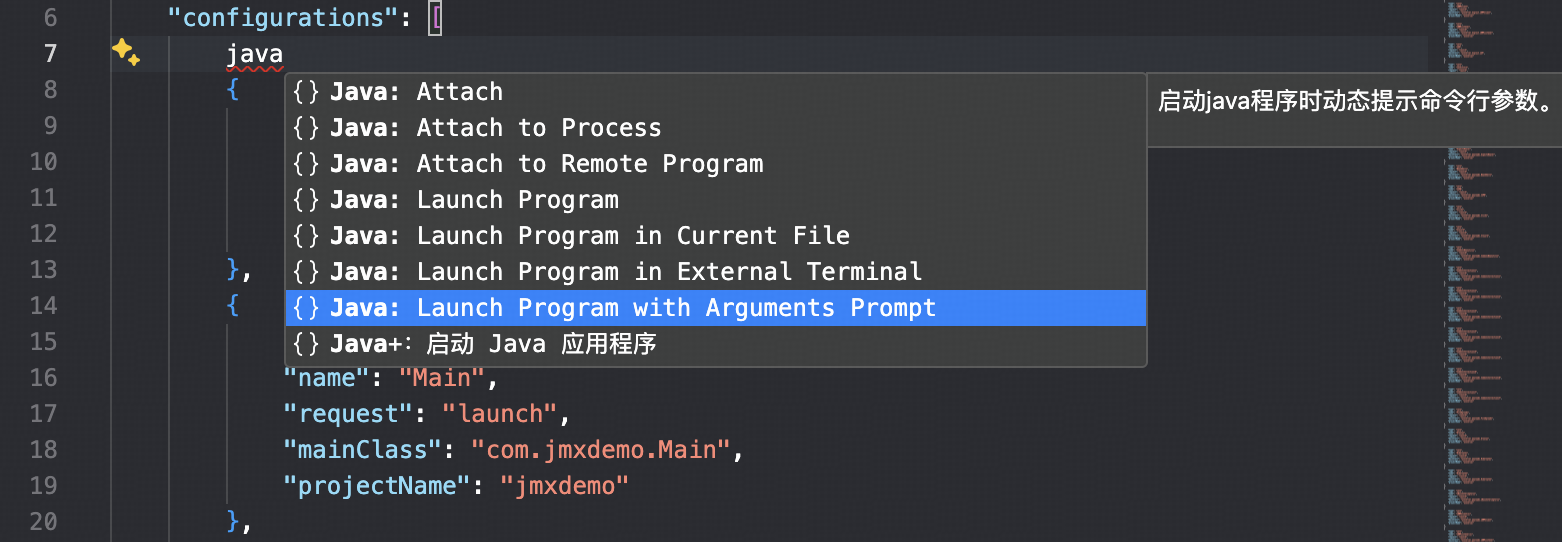 6 "configurations": [
7 java
8 {
{} Java: Attach
启动java程序时动态提示命令行参数。
9
{} Java: Attach to Process
10
{} Java: Attach to Remote Program
11
{} Java: Launch Program
12
{} Java: Launch Program in Current File
13 },
{} Java: Launch Program in External Terminal
14 {
{} Java: Launch Program with Arguments Prompt
15
{} Java+: 启动 Java 应用程序
16 "name": "Main",
17 "request": "launch",
18 "mainClass": "com.jmxdemo.Main",
19 "projectName": "jmxdemo"
20 },